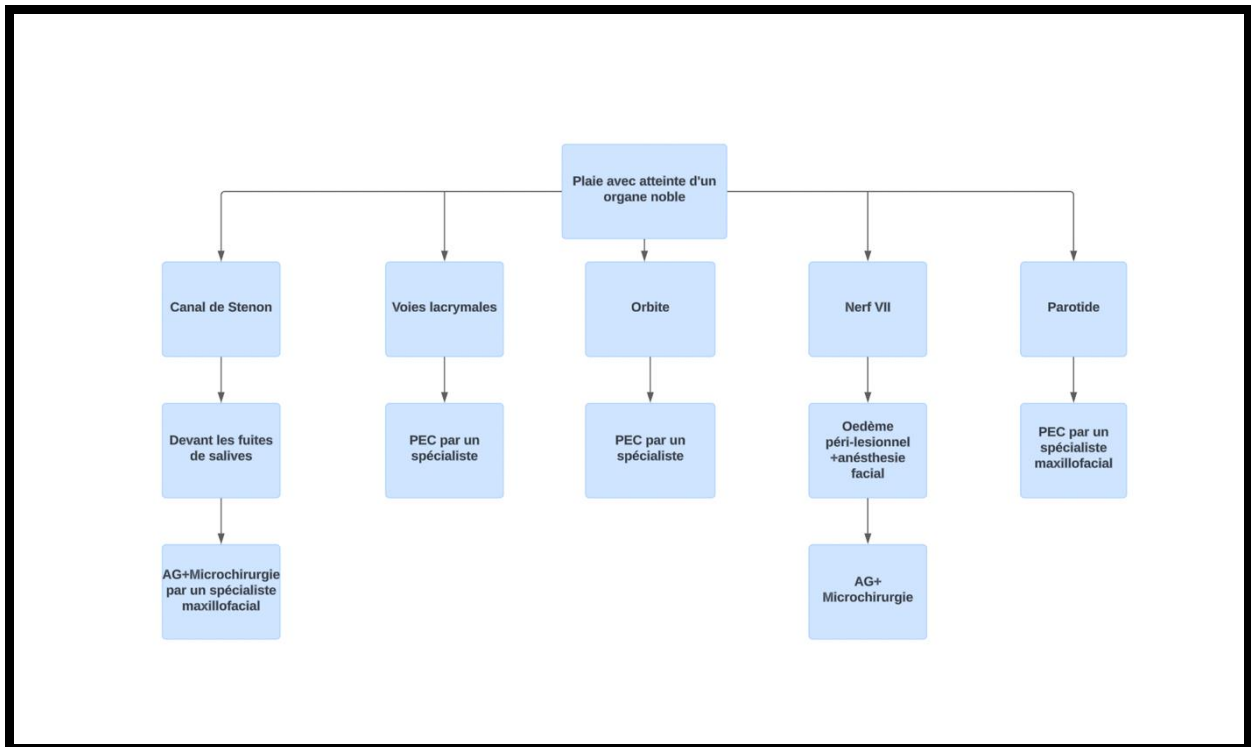 Plaie avec atteinte d'un
organe noble
Canal de Stenon
Voies lacrymales
Orbite
Nerf VII
Parotide
Devant les fuites
de salives
PEC par un
spécialiste
PEC par un
spécialiste
Oedème
péri-lesionnel
+anésthesie
facial
PEC par un
spécialiste
maxillofacial
AG+Microchirurgie
par un spécialiste
maxillofacial
AG+
Microchirurgie